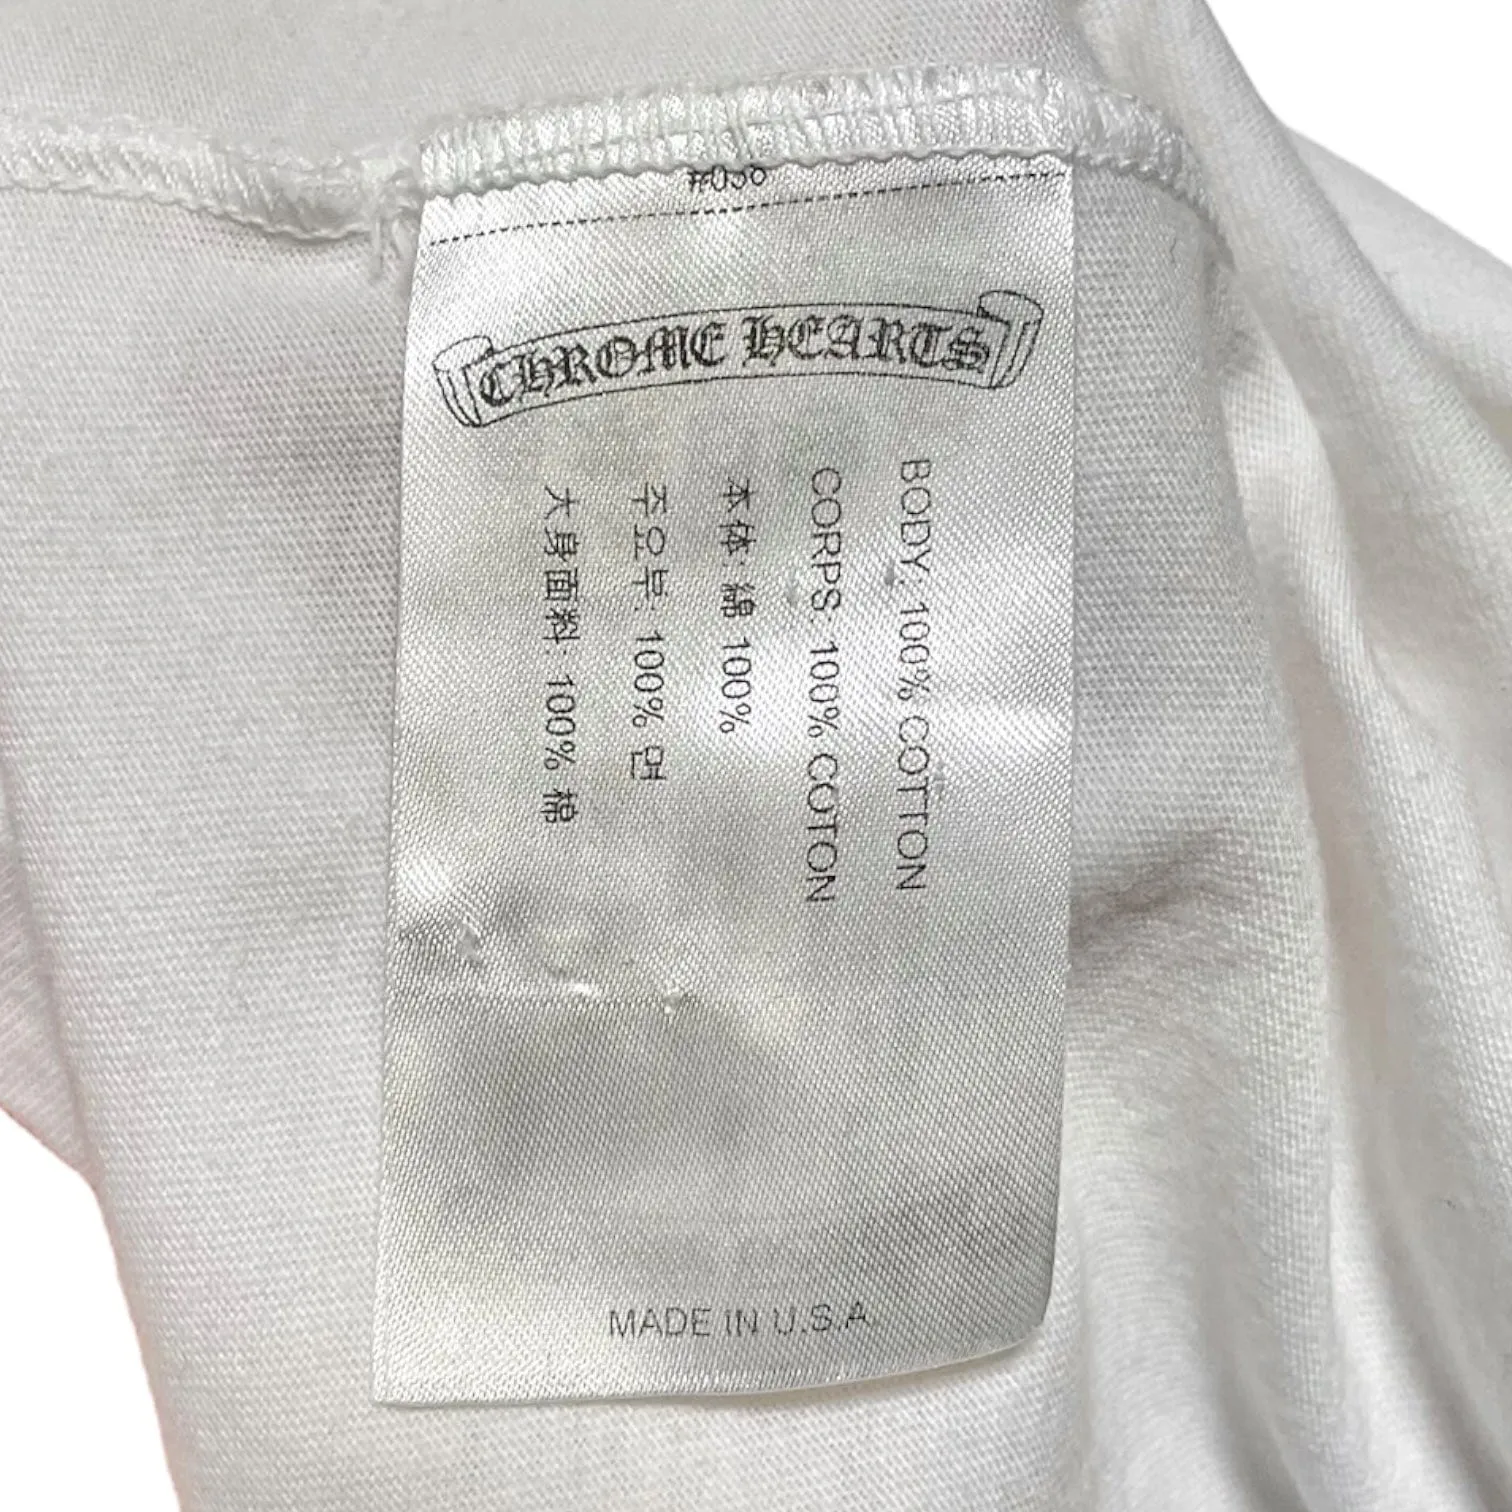 #038
CHROME HEARTS
BODY: 100% COTTON
CORPS: 100% COTON
本体: 綿 100%
주요부: 100% 면
大身面料: 100% 棉
MADE IN U.S.A